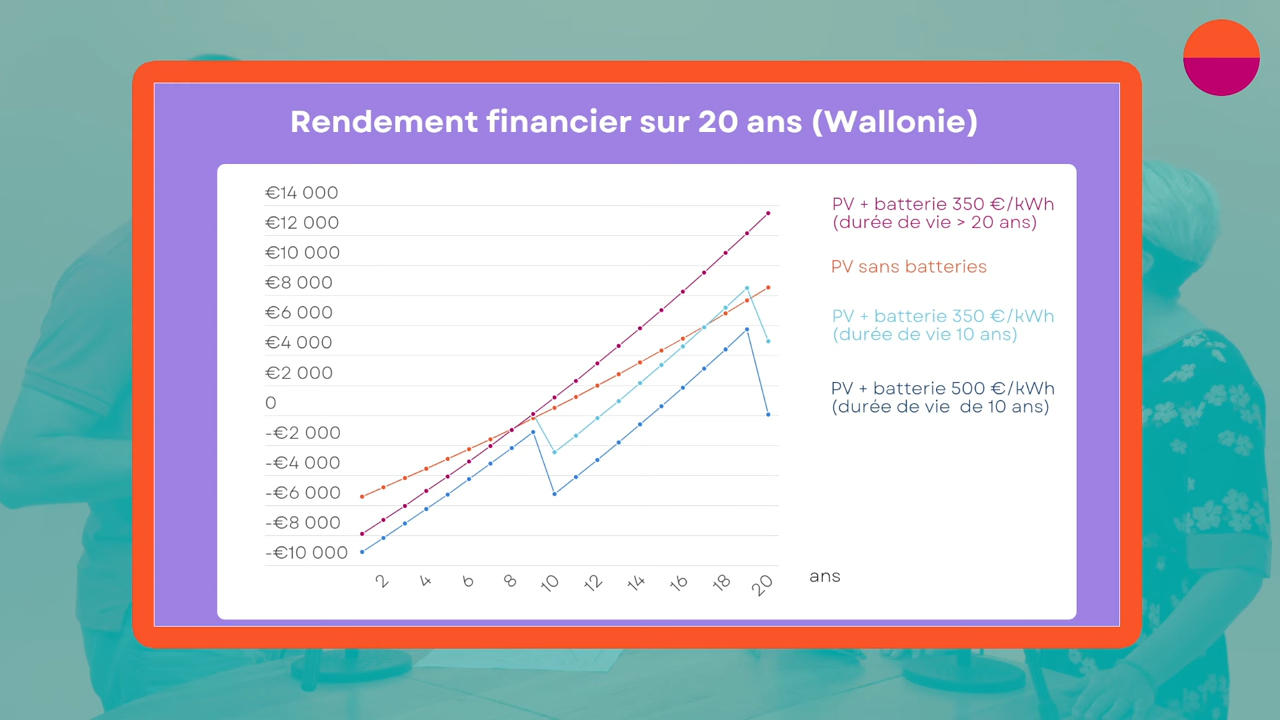 Rendement financier sur 20 ans (Wallonie)
€14 000
€12 000
€10 000
€8 000
€6 000
€4 000
€2 000
0
-€2 000
-€4 000
-€6 000
-€8 000
-€10 000
2
4
6
8
10
12
14
16
18
20
ans
PV + batterie 350 €/kWh
(durée de vie > 20 ans)
PV sans batteries
PV + batterie 350 €/kWh
(durée de vie 10 ans)
PV + batterie 500 €/kWh
(durée de vie de 10 ans)